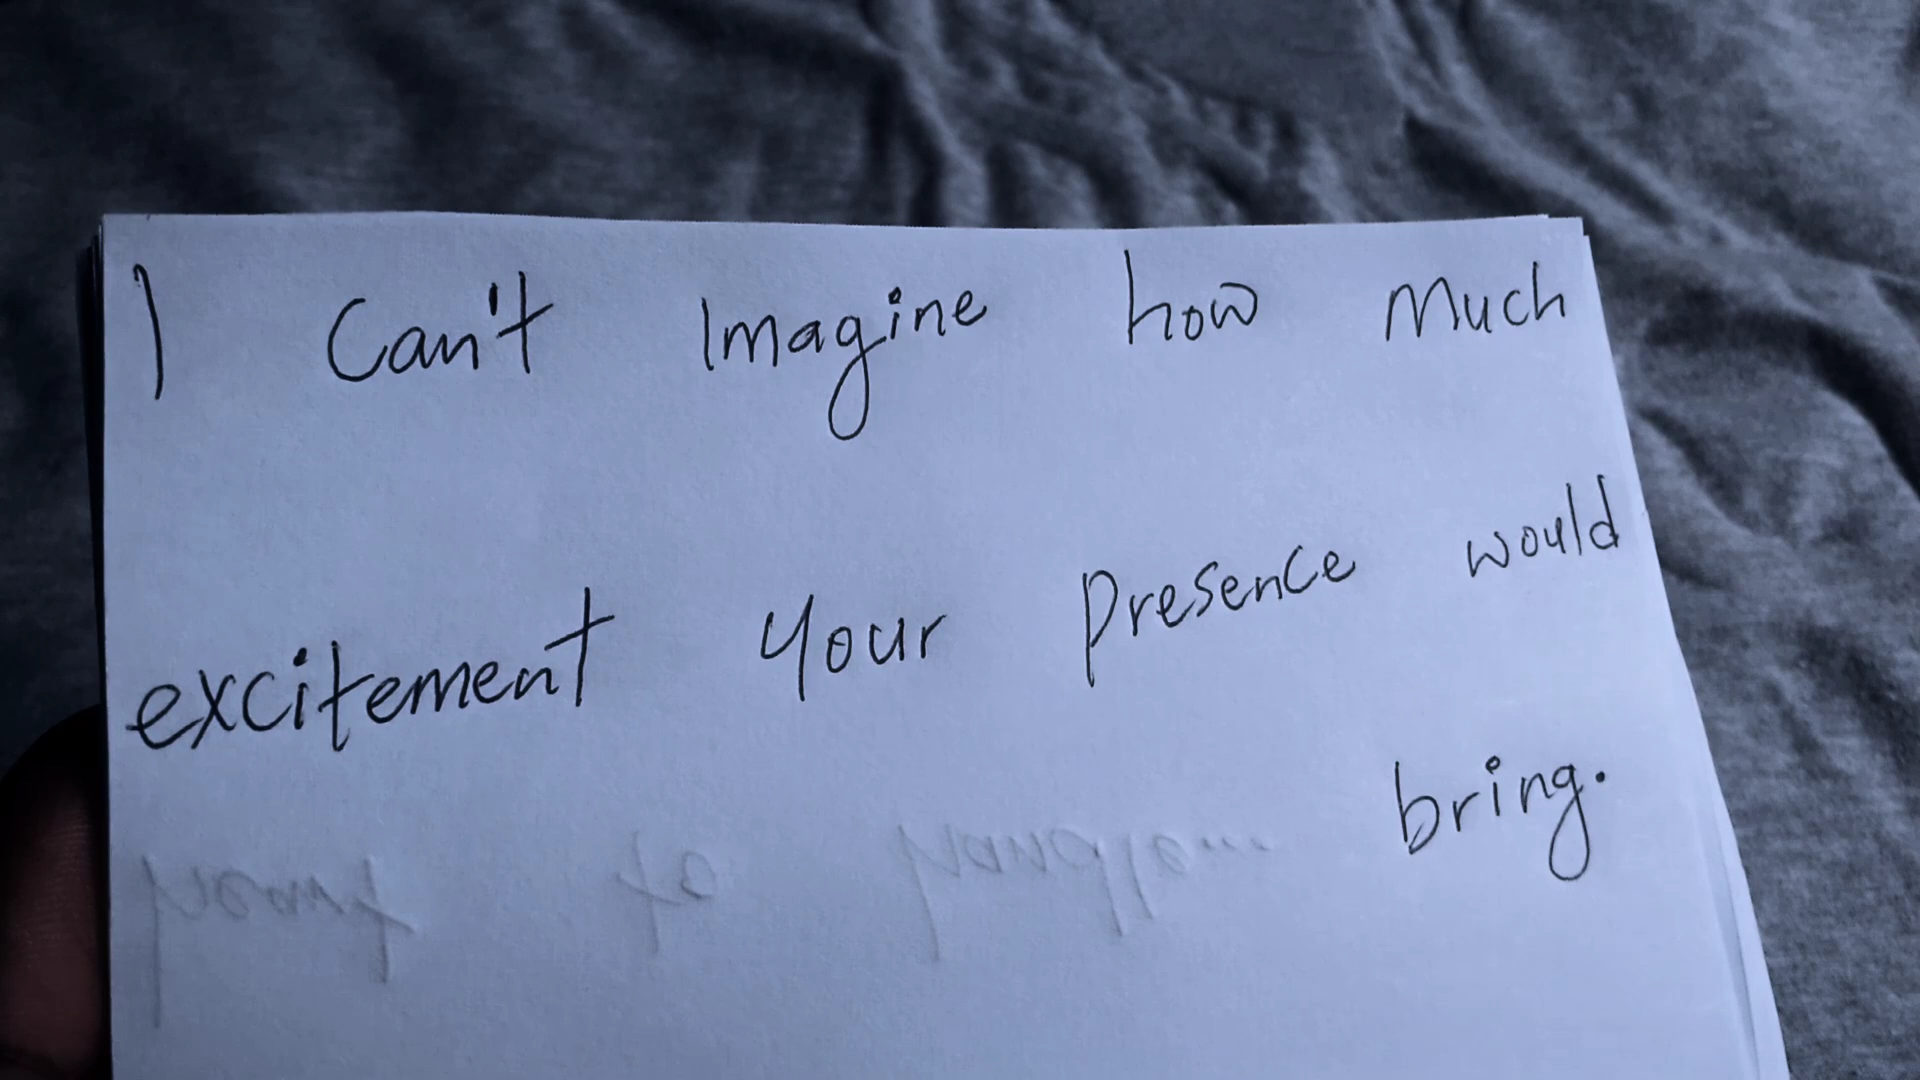 I Can't Imagine how Much
excitement your Presence would
bring.